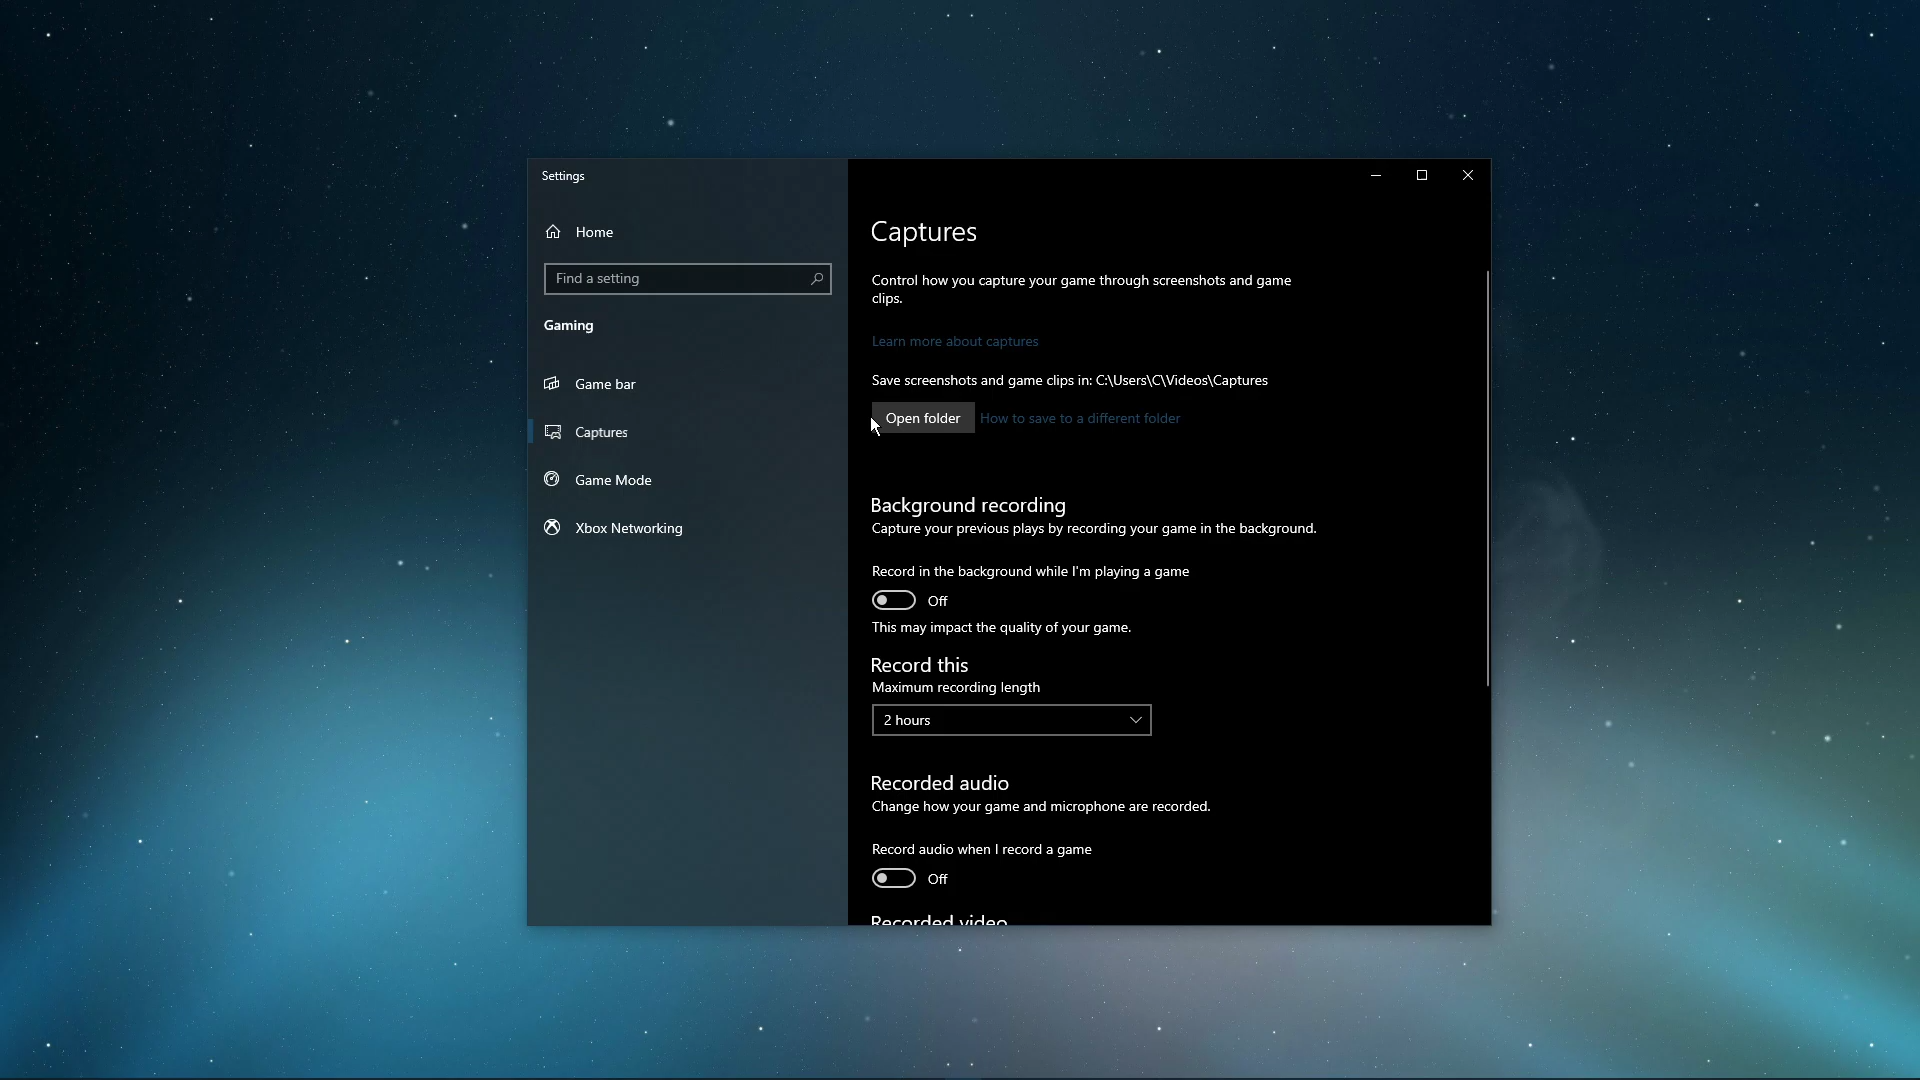 Settings
Home
Find a setting
Gaming
Game bar
Captures
Game Mode
Xbox Networking
Captures
Control how you capture your game through screenshots and game
clips.
Learn more about captures
Save screenshots and game clips in: C:\Users\C\Videos\Captures
Open folder How to save to a different folder
Background recording
Capture your previous plays by recording your game in the background.
Record in the background while I'm playing a game
Off
This may impact the quality of your game.
Record this
Maximum recording length
2 hours
Recorded audio
Change how your game and microphone are recorded.
Record audio when I record a game
Off
Recorded video